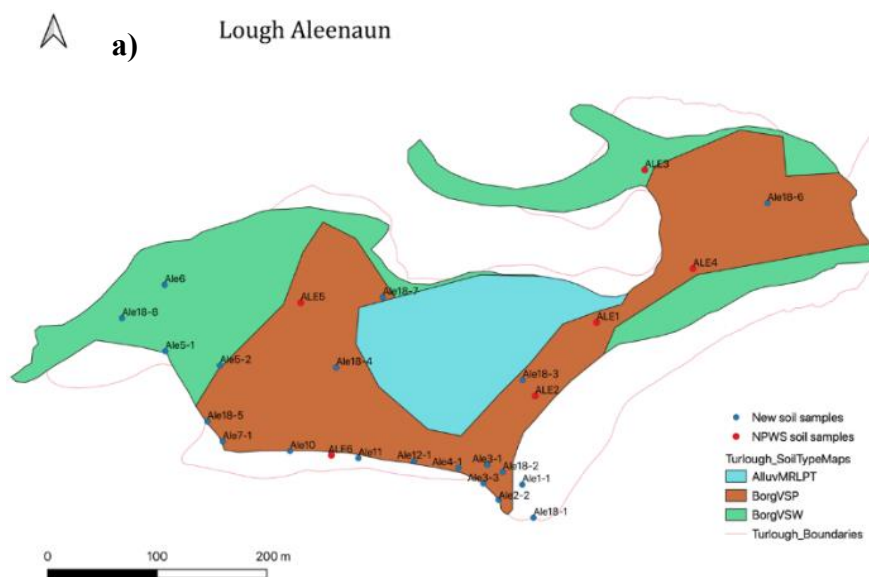 a)
Lough Aleenaun
ALE3
Ale18-6
ALE4
Ale6
Ale18-7
ALE5
Ale18-8
ALE1
Ale5-1
Ale5-2
Ale18-4
Ale18-3
ALE2
Ale18-5
Ale7-1
Ale10
ALE6
Ale11
Ale12-1
Ale4-1
Ale3-1
Ale18-2
Ale3-3
Ale1-1
Ale2-2
Ale18-1
New soil samples
NPWS soil samples
Turlough_SoilTypeMaps
AlluvMRLPT
BorgVSP
BorgVSW
Turlough_Boundaries
0 100 200 m